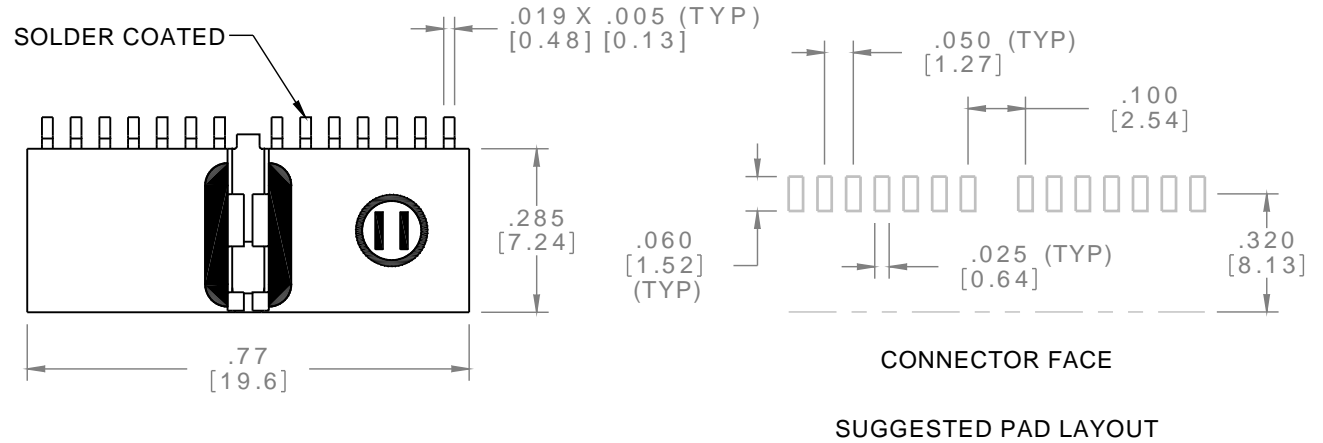 SOLDER COATED
.019 X .005 (TYP)
[0.48] [0.13]
.285
[7.24]
.77
[19.6]
.050 (TYP)
[1.27]
.100
[2.54]
.060
[1.52]
(TYP)
.025 (TYP)
[0.64]
.320
[8.13]
CONNECTOR FACE
SUGGESTED PAD LAYOUT